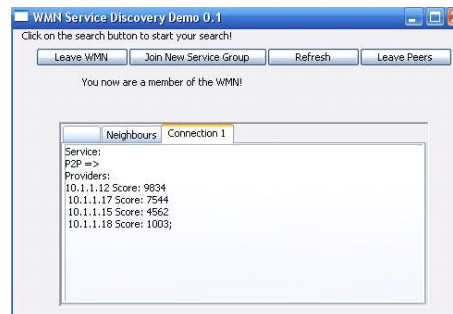 WMN Service Discovery Demo 0.1
Click on the search button to start your search!
Leave WMN Join New Service Group Refresh Leave Peers
You now are a member of the WMN!
Neighbours Connection 1
Service:
P2P =>
Providers:
10.1.1.12 Score: 9834
10.1.1.17 Score: 7544
10.1.1.15 Score: 4562
10.1.1.18 Score: 1003;